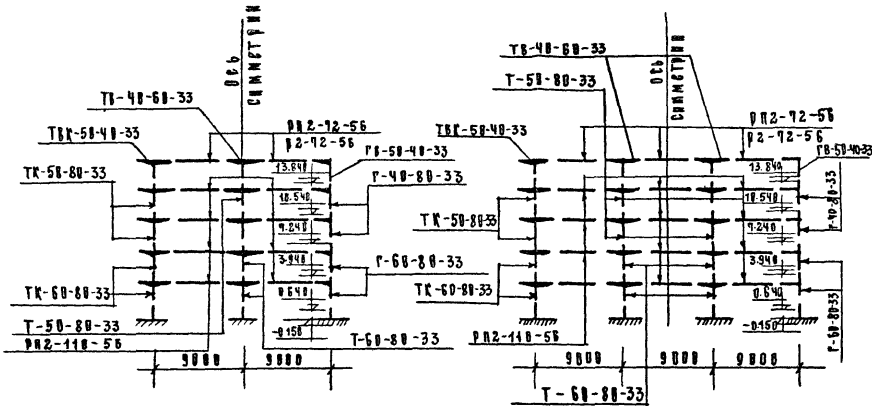 ОСЬ СИММЕТРИИ
ТВ-40-60-33
ТВК-50-40-33
ТК-50-80-33
РП2-72-56
Р2-72-56
ГВ-50-40-33
Г-40-80-33
13.840
10.540
7.240
3.940
0.640
-0.150
Г-60-80-33
ТК-60-80-33
Т-50-80-33
РП2-110-56
Т-60-80-33
9000 9000
ОСЬ СИММЕТРИИ
ТВ-40-60-33
Т-50-80-33
ТВК-50-40-33
РП2-72-56
Р2-72-56
ГВ-50-40-33
Г-40-80-33
13.840
10.540
7.240
3.940
0.640
-0.150
ТК-50-80-33
ТК-60-80-33
Г-60-80-33
РП2-110-56
9000 9000 9000
Т-60-80-33